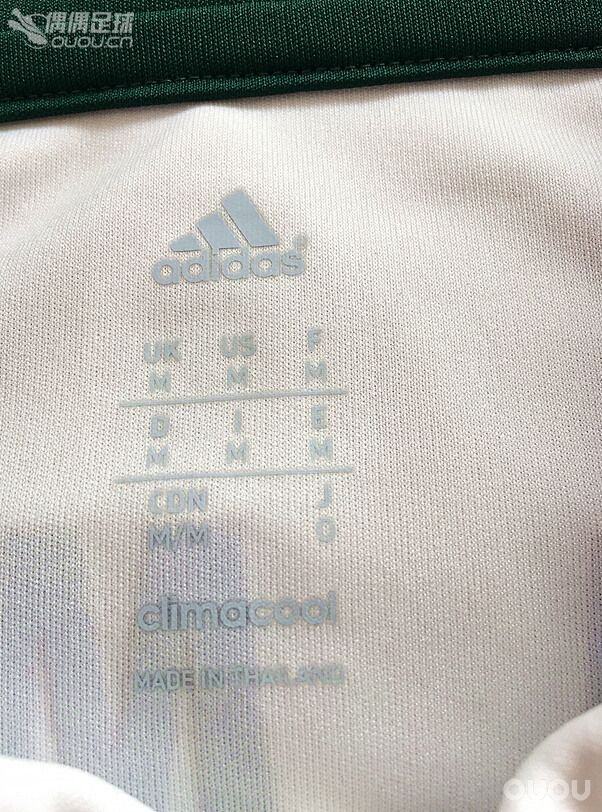 偶偶足球
OUOU.CN
adidas®
UK US F
M M M
D I E
M M M
CDN J
M/M O
climacool
MADE IN THAILAND
OUOU